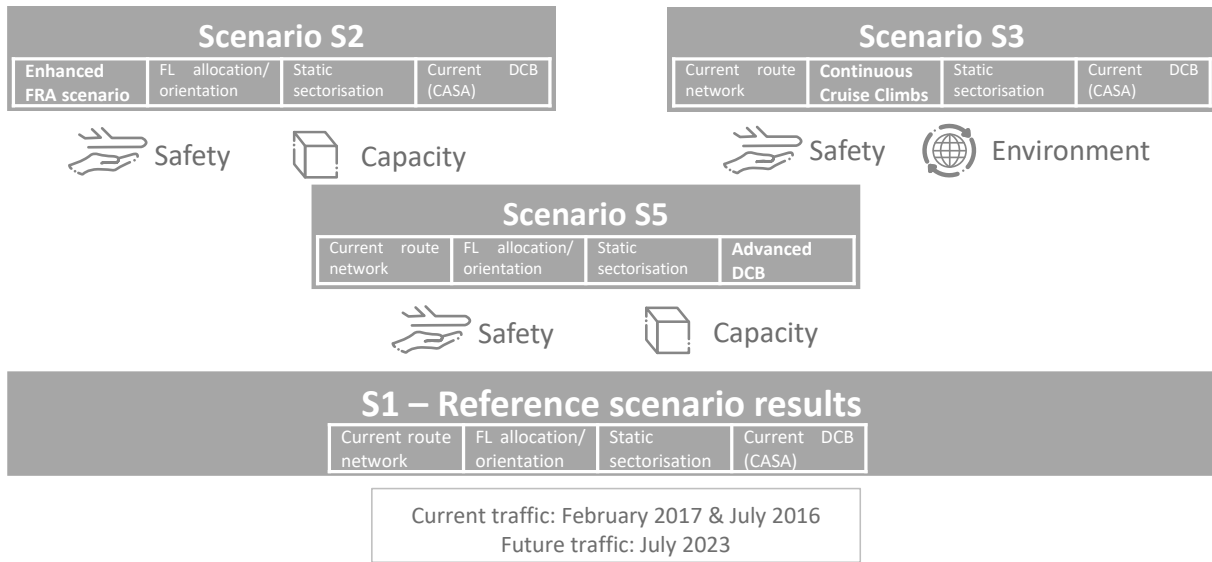 Scenario S2
Enhanced FRA scenario
FL allocation/ orientation
Static sectorisation
Current DCB (CASA)
Safety
Capacity
Scenario S3
Current route network
Continuous Cruise Climbs
Static sectorisation
Current DCB (CASA)
Safety
Environment
Scenario S5
Current route network
FL allocation/ orientation
Static sectorisation
Advanced DCB
Safety
Capacity
S1 – Reference scenario results
Current route network
FL allocation/ orientation
Static sectorisation
Current DCB (CASA)
Current traffic: February 2017 & July 2016
Future traffic: July 2023